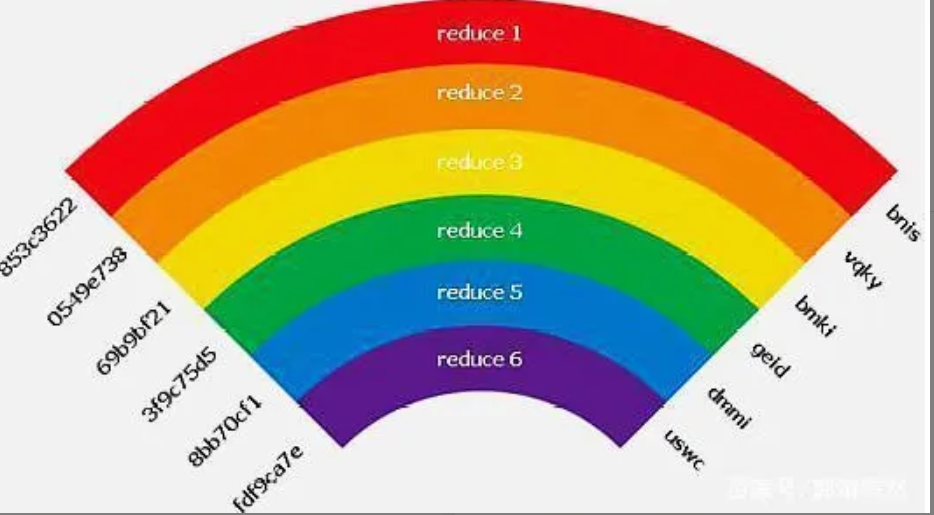 reduce 1
reduce 2
reduce 3
reduce 4
reduce 5
reduce 6
853c3622
0549e738
69b9bf21
3f9c75d5
8bb70cf1
fdf9ca7e
bnis
vqky
bmki
geid
dmmi
uswc